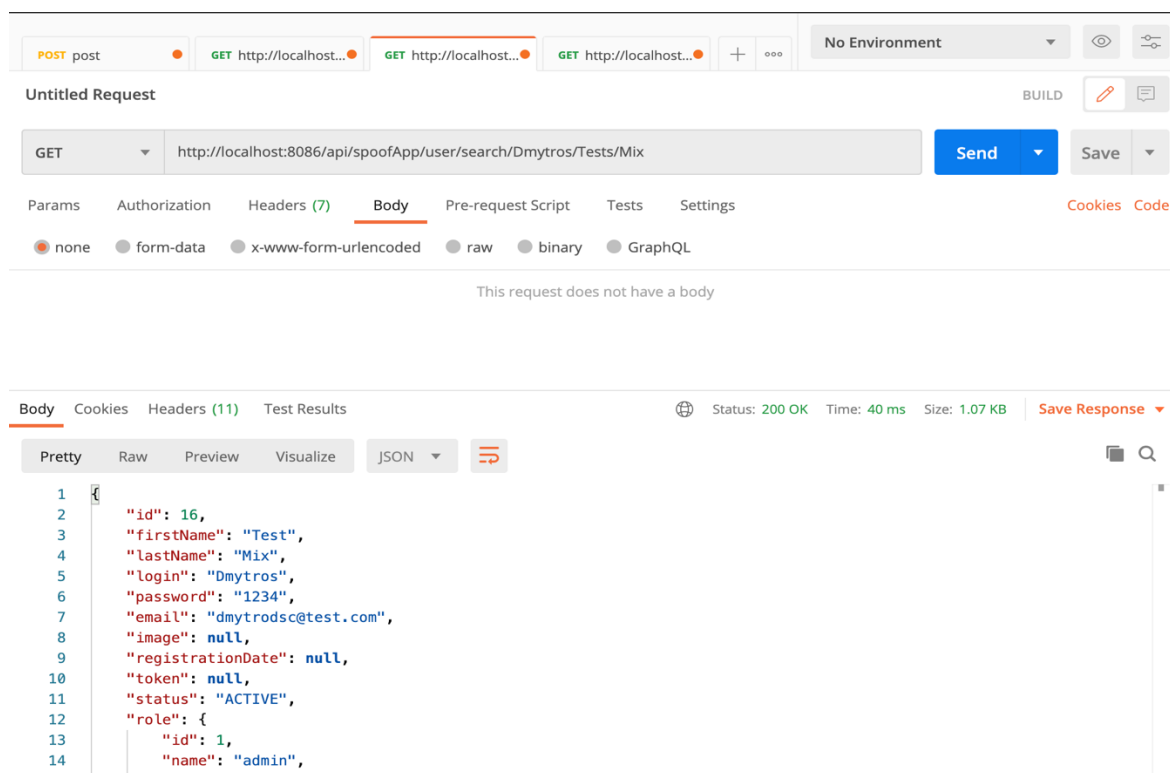 POST post GET http://localhost... GET http://localhost... GET http://localhost... No Environment
Untitled Request BUILD
GET http://localhost:8086/api/spoofApp/user/search/Dmytros/Tests/Mix Send Save
Params Authorization Headers (7) Body Pre-request Script Tests Settings Cookies Code
none form-data x-www-form-urlencoded raw binary GraphQL
This request does not have a body
Body Cookies Headers (11) Test Results Status: 200 OK Time: 40 ms Size: 1.07 KB Save Response
Pretty Raw Preview Visualize JSON
1 {
2 "id": 16,
3 "firstName": "Test",
4 "lastName": "Mix",
5 "login": "Dmytros",
6 "password": "1234",
7 "email": "dmytrodsc@test.com",
8 "image": null,
9 "registrationDate": null,
10 "token": null,
11 "status": "ACTIVE",
12 "role": {
13 "id": 1,
14 "name": "admin",